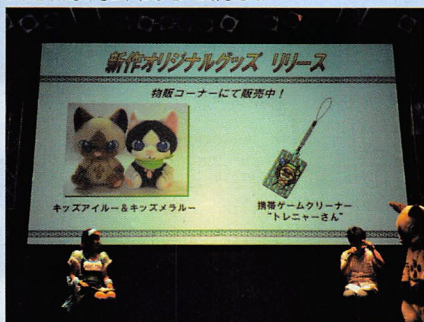 新作オリジナルグッズ リリース
物販コーナーにて販売中！
キッズアイルー＆キッズメラルー
携帯ゲームクリーナー
“トレニャーさん”